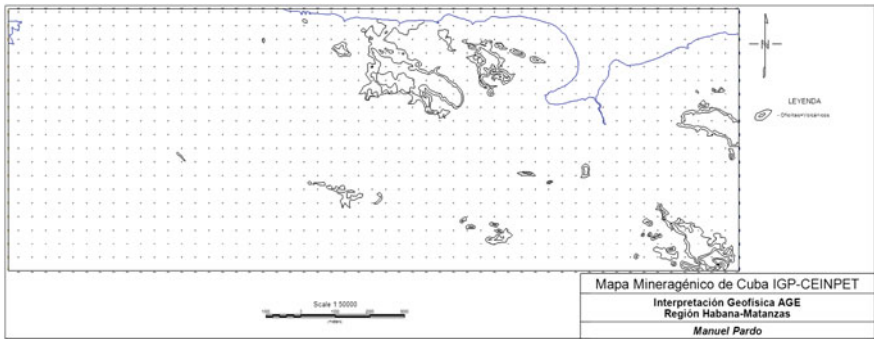 N
LEYENDA
Scale 1:50000
Mapa Mineragénico de Cuba IGP-CEINPET
Interpretación Geofísica AGE
Región Habana-Matanzas
Manuel Pardo